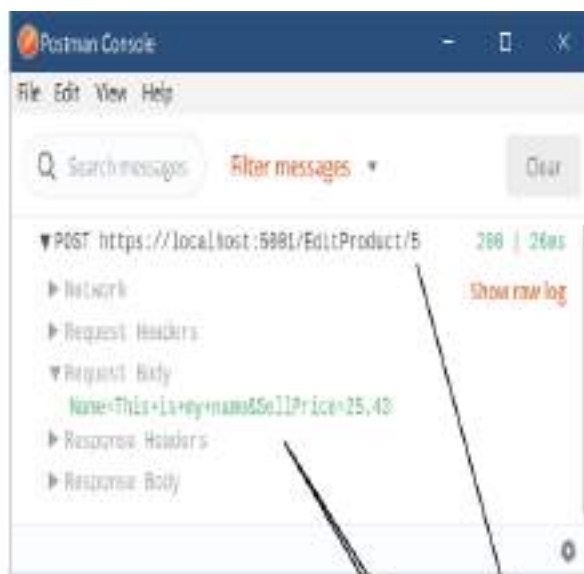 Postman Console
File Edit View Help
Search messages Filter messages Clear
POST https://localhost:5001/EditProduct/5 200 | 26ms
Network Show raw log
Request Headers
Request Body
Name=This+is+my+name&SellPrice=25.43
Response Headers
Response Body